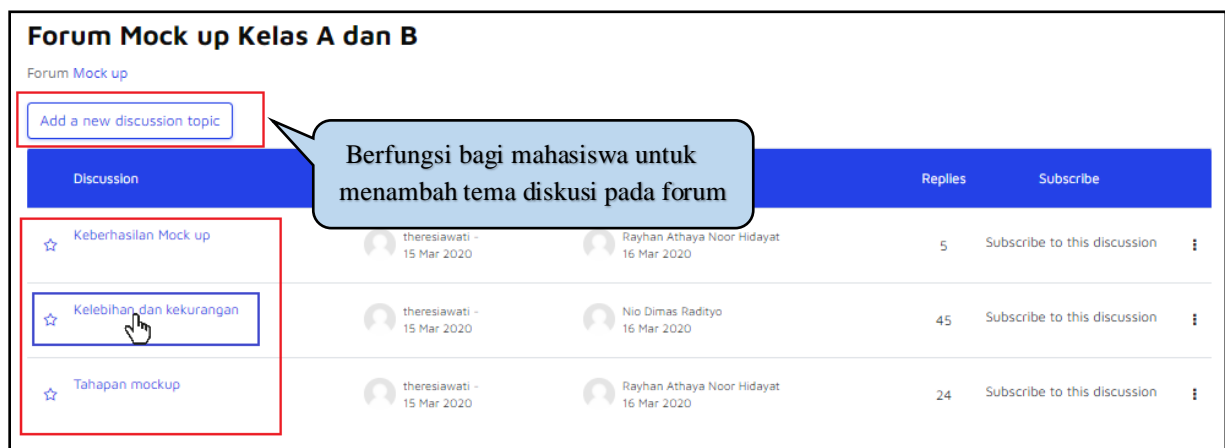 Forum Mock up Kelas A dan B
Forum Mock up
Add a new discussion topic
Berfungsi bagi mahasiswa untuk
menambah tema diskusi pada forum
Discussion Replies Subscribe
Keberhasilan Mock up theresiawati - Rayhan Athaya Noor Hidayat 5 Subscribe to this discussion
15 Mar 2020 16 Mar 2020
Kelebihan dan kekurangan theresiawati - Nio Dimas Radityo 45 Subscribe to this discussion
15 Mar 2020 16 Mar 2020
Tahapan mockup theresiawati - Rayhan Athaya Noor Hidayat 24 Subscribe to this discussion
15 Mar 2020 16 Mar 2020